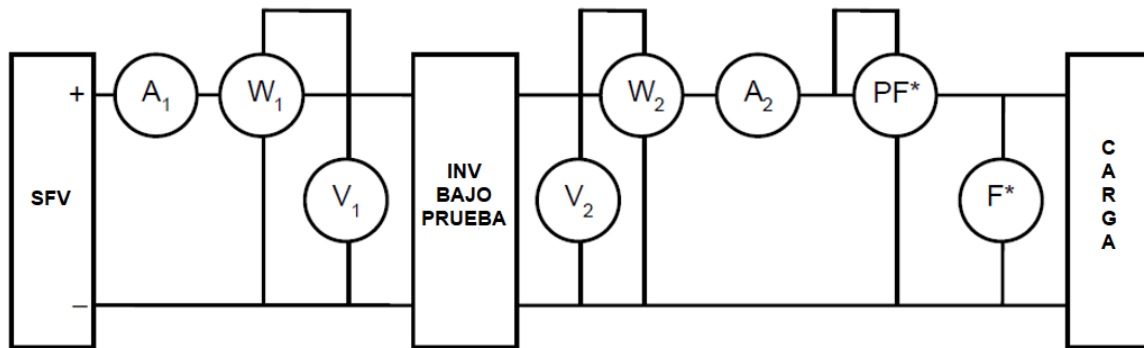 +
A₁
W₁
V₁
–
SFV
INV
BAJO
PRUEBA
W₂
A₂
PF*
V₂
F*
C
A
R
G
A